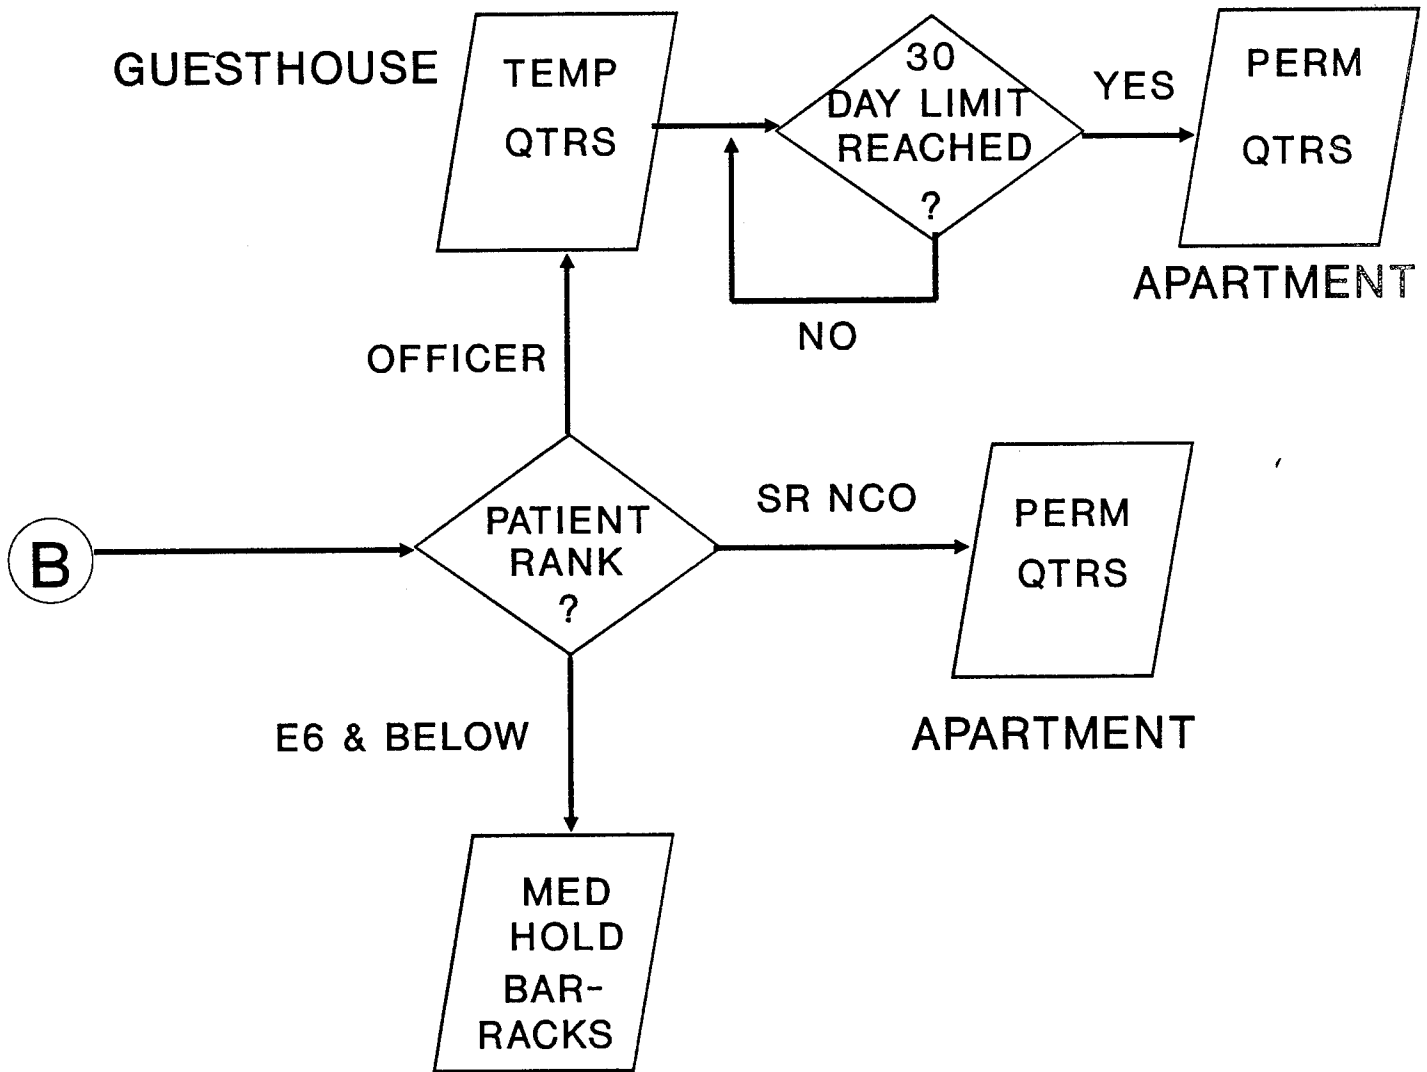 GUESTHOUSE
TEMP
QTRS
30
DAY LIMIT
REACHED
?
YES
PERM
QTRS
APARTMENT
NO
OFFICER
B
PATIENT
RANK
?
SR NCO
PERM
QTRS
APARTMENT
E6 & BELOW
MED
HOLD
BAR-
RACKS